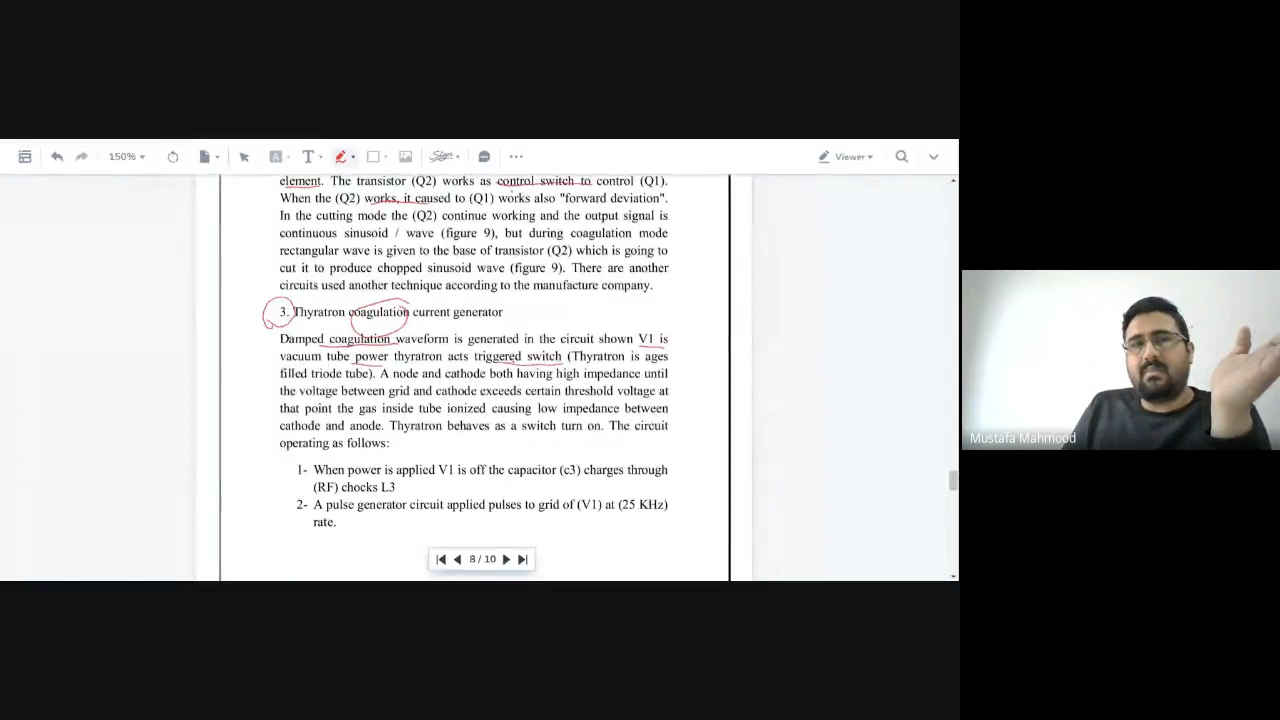 150%
T
Sign
Viewer
element. The transistor (Q2) works as control switch to control (Q1).
When the (Q2) works, it caused to (Q1) works also "forward deviation".
In the cutting mode the (Q2) continue working and the output signal is
continuous sinusoid / wave (figure 9), but during coagulation mode
rectangular wave is given to the base of transistor (Q2) which is going to
cut it to produce chopped sinusoid wave (figure 9). There are another
circuits used another technique according to the manufacture company.
3. Thyratron coagulation current generator
Damped coagulation waveform is generated in the circuit shown V1 is
vacuum tube power thyratron acts triggered switch (Thyratron is ages
filled triode tube). A node and cathode both having high impedance until
the voltage between grid and cathode exceeds certain threshold voltage at
that point the gas inside tube ionized causing low impedance between
cathode and anode. Thyratron behaves as a switch turn on. The circuit
operating as follows:
1- When power is applied V1 is off the capacitor (c3) charges through
(RF) chocks L3
2- A pulse generator circuit applied pulses to grid of (V1) at (25 KHz)
rate.
8 / 10
Mustafa Mahmood